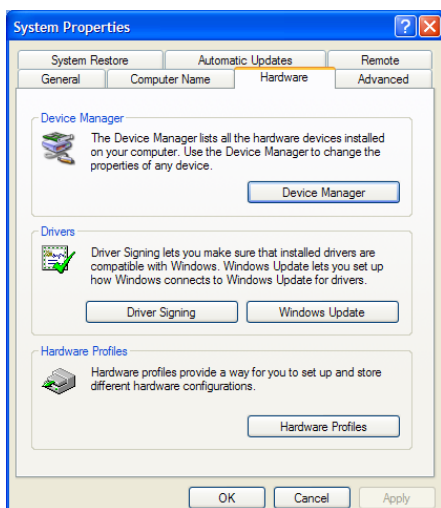 System Properties
System Restore
Automatic Updates
Remote
General
Computer Name
Hardware
Advanced
Device Manager
The Device Manager lists all the hardware devices installed
on your computer. Use the Device Manager to change the
properties of any device.
Device Manager
Drivers
Driver Signing lets you make sure that installed drivers are
compatible with Windows. Windows Update lets you set up
how Windows connects to Windows Update for drivers.
Driver Signing
Windows Update
Hardware Profiles
Hardware profiles provide a way for you to set up and store
different hardware configurations.
Hardware Profiles
OK
Cancel
Apply